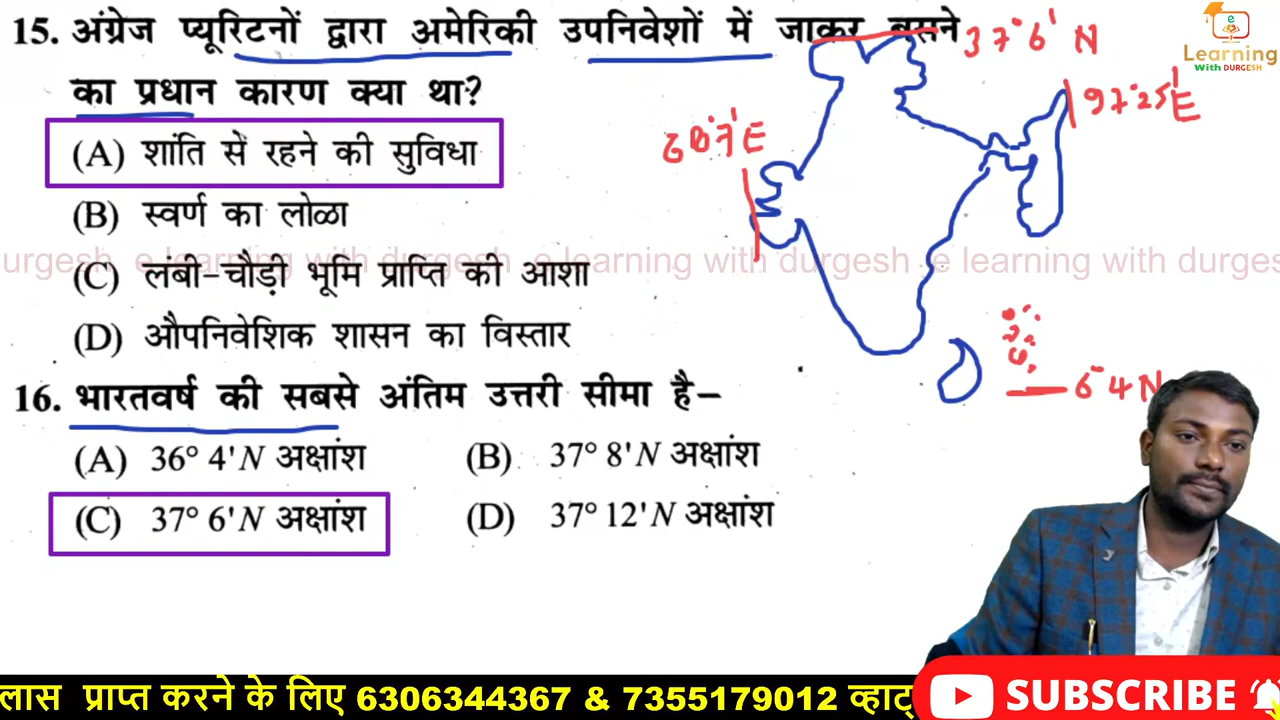 15. अंग्रेज प्यूरिटनों द्वारा अमेरिकी उपनिवेशों में जाकर बसने
का प्रधान कारण क्या था?
(A) शांति से रहने की सुविधा
(B) स्वर्ण का लोळा
(C) लंबी-चौड़ी भूमि प्राप्ति की आशा
(D) औपनिवेशिक शासन का विस्तार
16. भारतवर्ष की सबसे अंतिम उत्तरी सीमा है–
(A) 36° 4' N अक्षांश
(B) 37° 8' N अक्षांश
(C) 37° 6' N अक्षांश
(D) 37° 12' N अक्षांश
37° 6' N
97°25' E
68°7' E
6°4 N
e
Learning
With DURGESH
urgesh e learning with durgesh e learning with durgesh e learning with durges
लास प्राप्त करने के लिए 6306344367 & 7355179012 व्हाट्
SUBSCRIBE